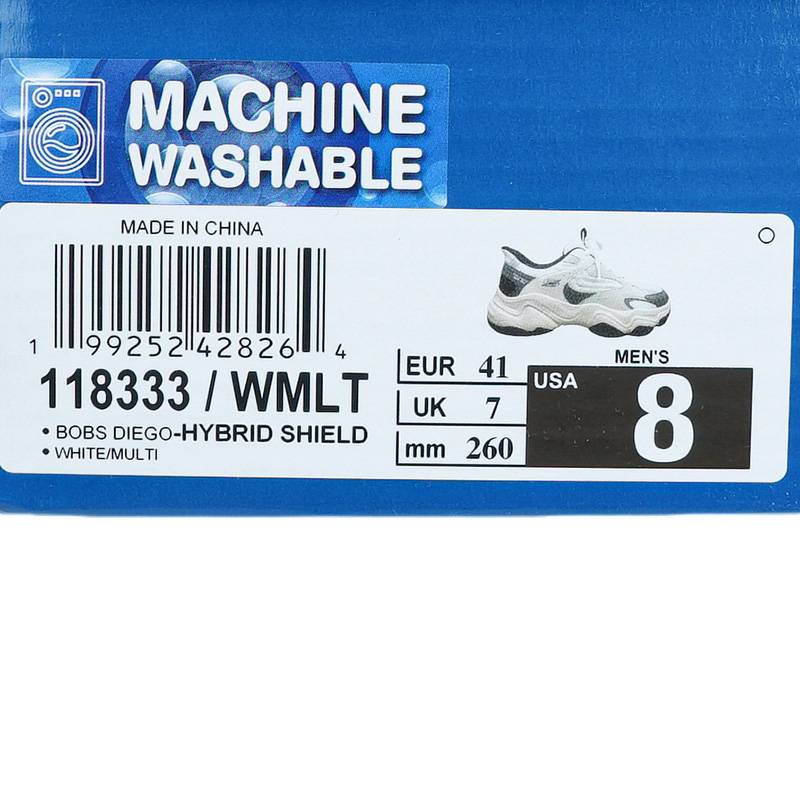 MACHINE
WASHABLE
MADE IN CHINA
1 99252 42826 4
118333 / WMLT
• BOBS DIEGO-HYBRID SHIELD
• WHITE/MULTI
EUR 41
UK 7
mm 260
MEN'S
USA 8